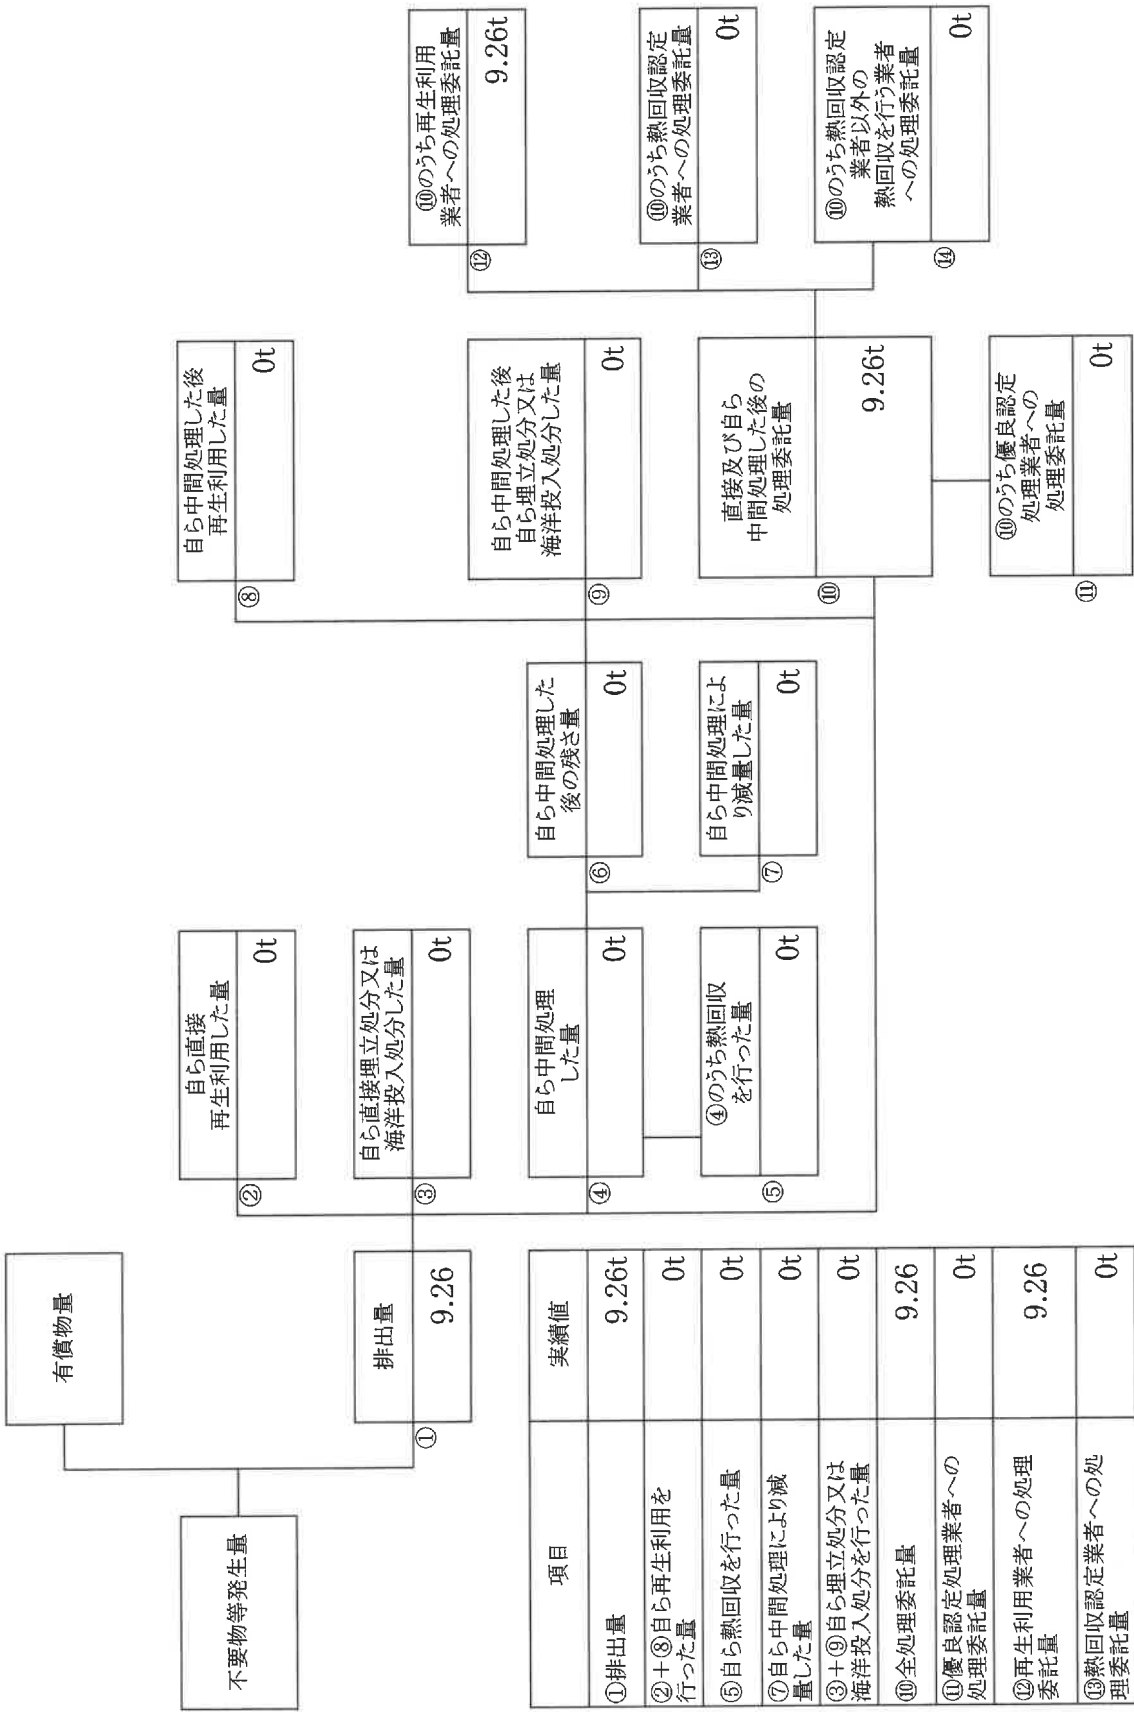 不要物等発生量
有償物量
排出量
①
9.26
自ら直接
再生利用した量
②
0t
自ら直接埋立処分又は
海洋投入処分した量
③
0t
自ら中間処理
した量
④
0t
④のうち熱回収
を行った量
⑤
0t
自ら中間処理した
後の残さ量
⑥
0t
自ら中間処理によ
り減量した量
⑦
0t
自ら中間処理した後
再生利用した量
⑧
0t
自ら中間処理した後
自ら埋立処分又は
海洋投入処分した量
⑨
0t
直接及び自ら
中間処理した後の
処理委託量
⑩
9.26t
⑩のうち優良認定
処理業者への
処理委託量
⑪
0t
⑩のうち再生利用
業者への処理委託量
⑫
9.26t
⑩のうち熱回収認定
業者への処理委託量
⑬
0t
⑩のうち熱回収認定
業者以外の
熱回収を行う業者
への処理委託量
⑭
0t
項目 実績値
①排出量 9.26t
②+⑧自ら再生利用を
行った量 0t
⑤自ら熱回収を行った量 0t
⑦自ら中間処理により減
量した量 0t
③+⑨自ら埋立処分又は
海洋投入処分を行った量 0t
⑩全処理委託量 9.26
⑪優良認定処理業者への
処理委託量 0t
⑫再生利用業者への処理
委託量 9.26
⑬熱回収認定業者への処
理委託量 0t